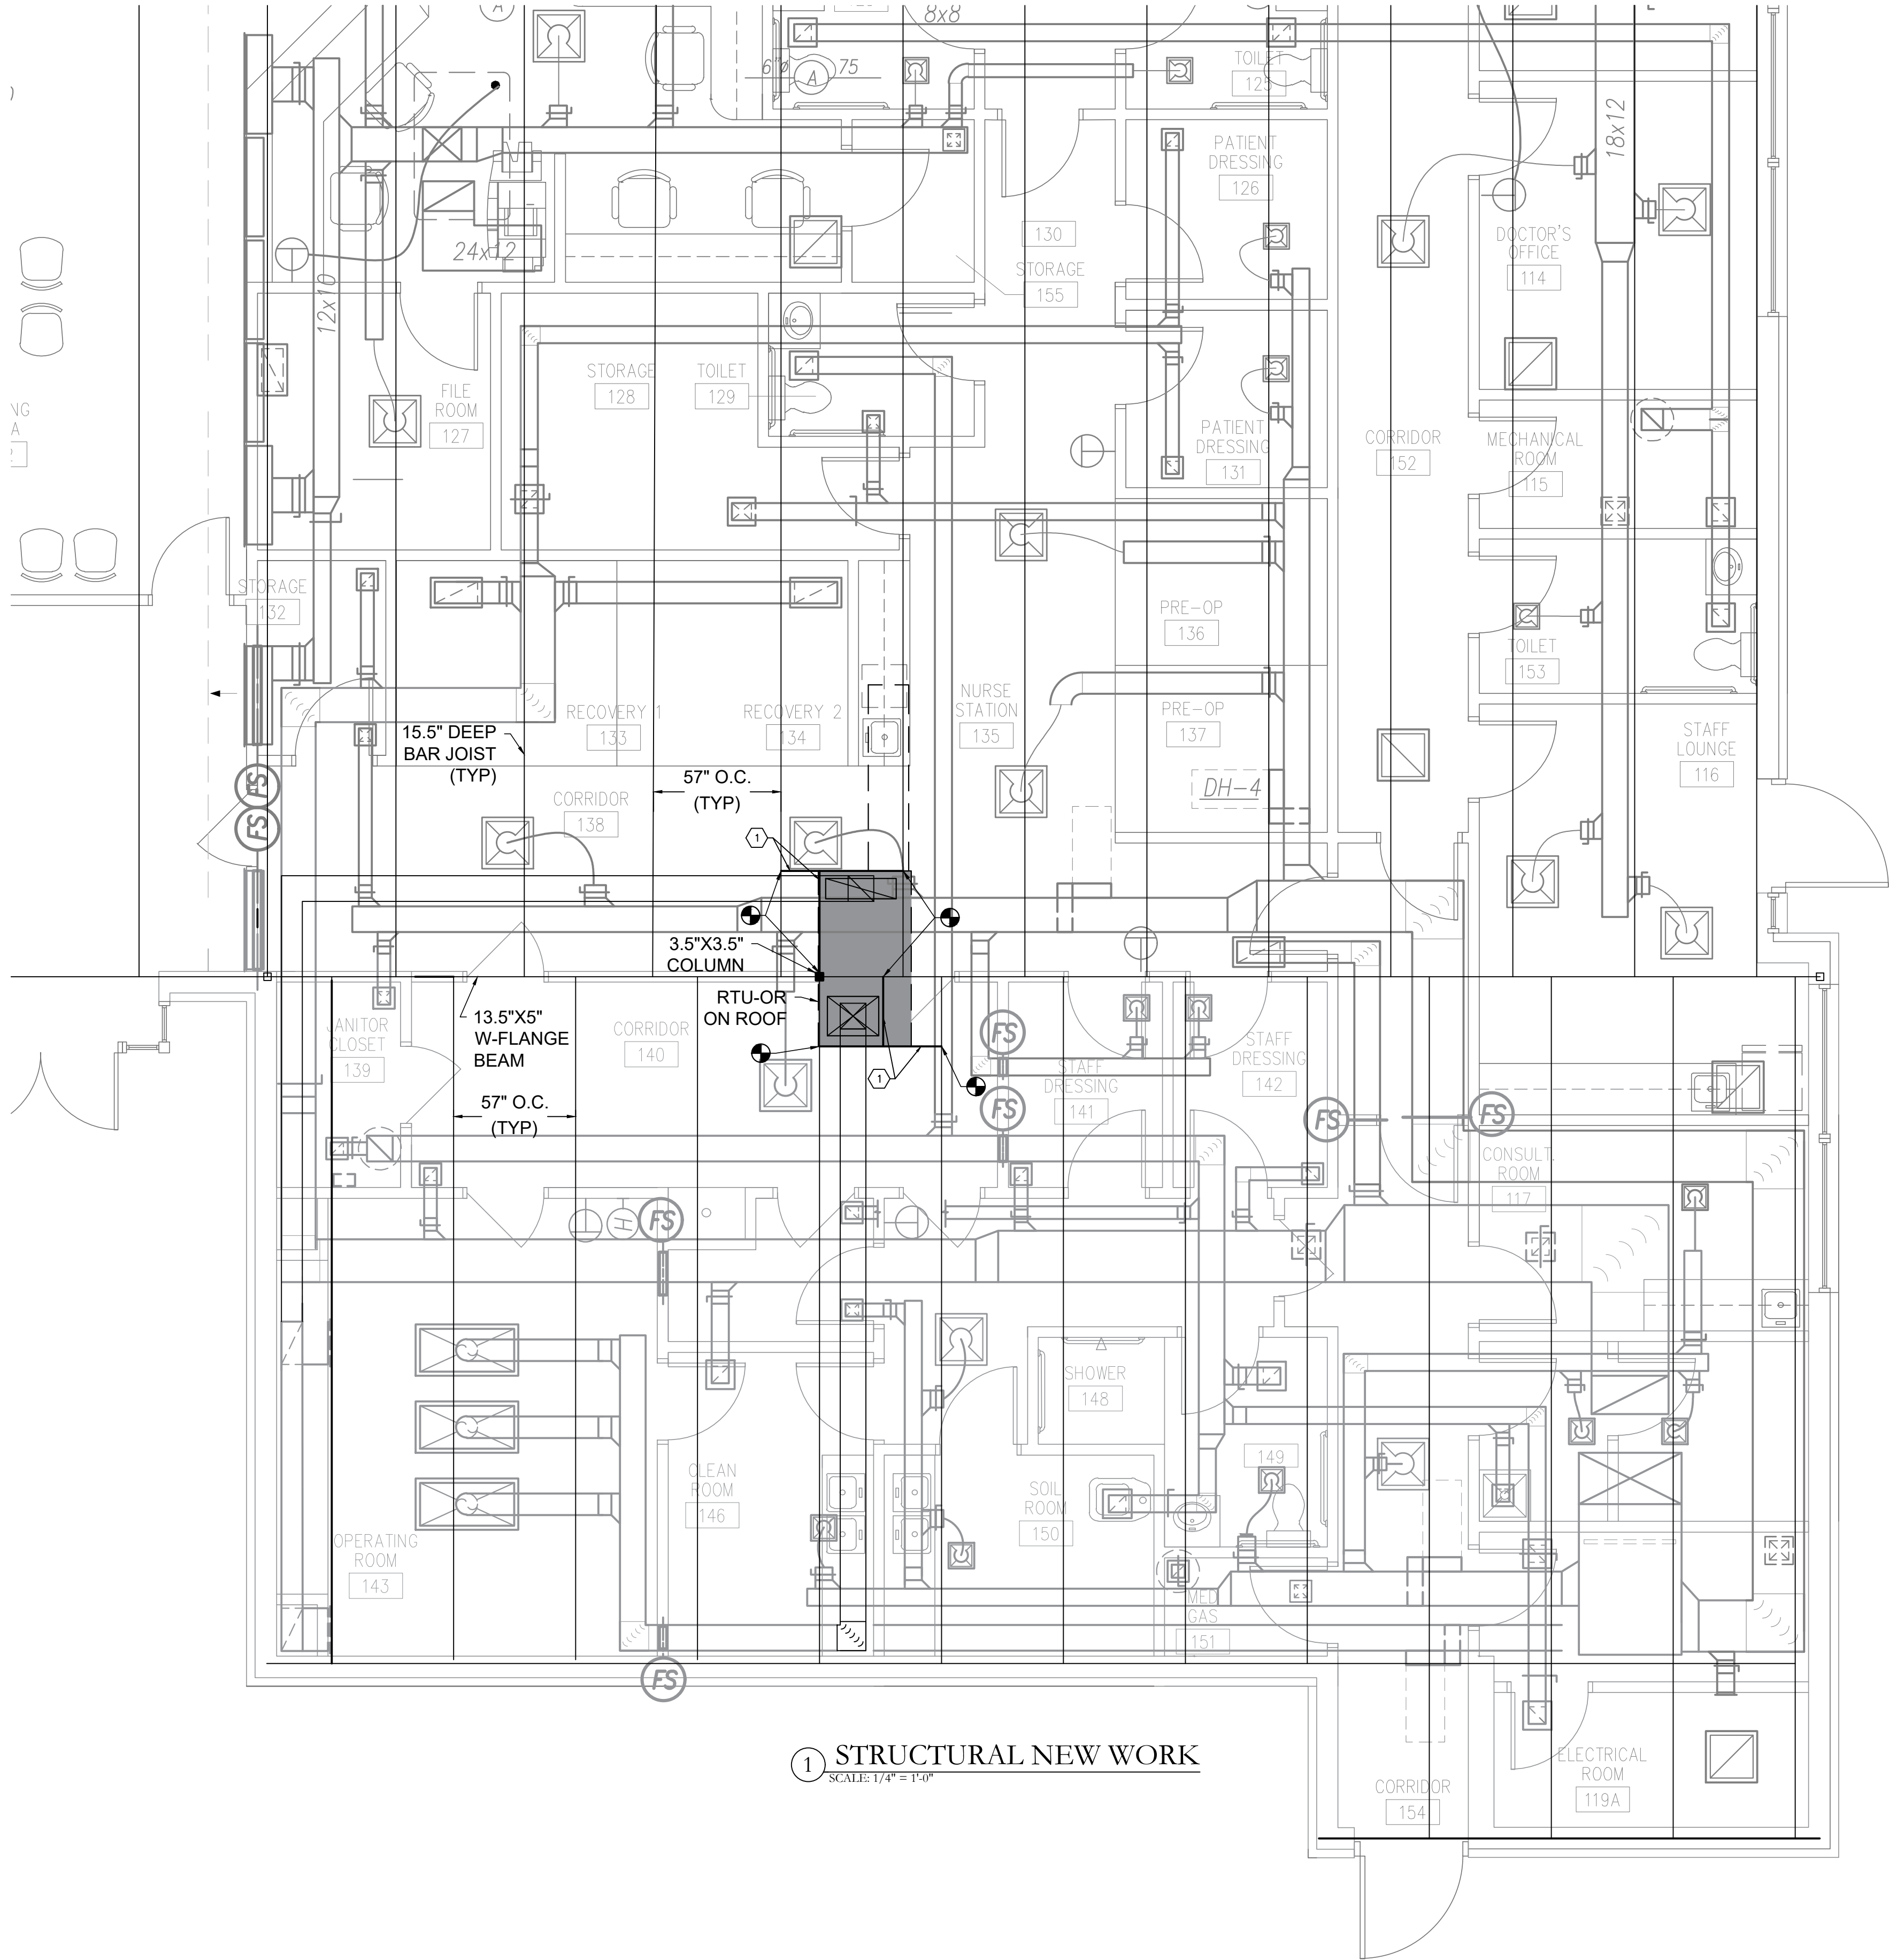 8x8
6"ø
A
75
TOILET
125
18x12
PATIENT
DRESSING
126
24x12
12x10
130
STORAGE
155
DOCTOR'S
OFFICE
114
FILE
ROOM
127
STORAGE
128
TOILET
129
PATIENT
DRESSING
131
CORRIDOR
152
MECHANICAL
ROOM
115
NG
A
STORAGE
132
PRE-OP
136
TOILET
153
15.5" DEEP
BAR JOIST
(TYP)
RECOVERY 1
133
RECOVERY 2
134
NURSE
STATION
135
PRE-OP
137
STAFF
LOUNGE
116
57" O.C.
(TYP)
DH-4
FS
FS
CORRIDOR
138
1
3.5"X3.5"
COLUMN
RTU-OR
ON ROOF
13.5"X5"
W-FLANGE
BEAM
JANITOR
CLOSET
139
CORRIDOR
140
FS
STAFF
DRESSING
141
STAFF
DRESSING
142
1
57" O.C.
(TYP)
FS
FS
FS
CONSULT
ROOM
117
H
FS
SHOWER
148
CLEAN
ROOM
146
SOIL
ROOM
150
149
OPERATING
ROOM
143
MED
GAS
151
FS
1
STRUCTURAL NEW WORK
SCALE: 1/4" = 1'-0"
CORRIDOR
154
ELECTRICAL
ROOM
119A